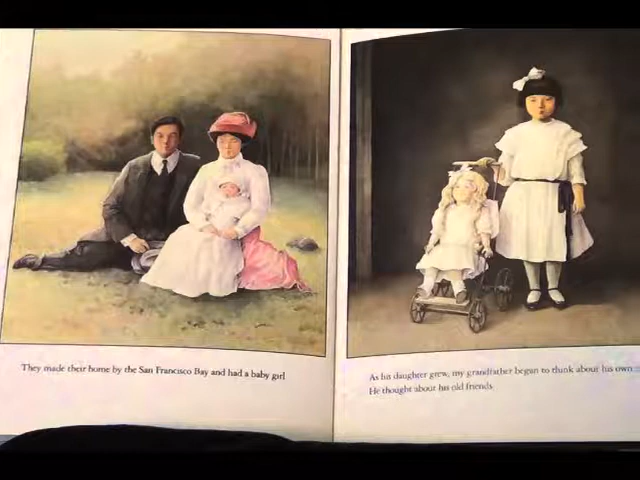 They made their home by the San Francisco Bay and had a baby girl
As his daughter grew, my grandfather began to think about his own
He thought about his old friends.